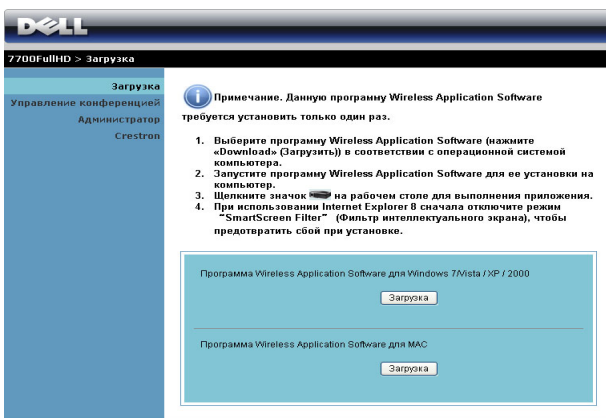 DELL
7700FullHD > Загрузка
Загрузка
Управление конференцией
Администратор
Crestron
Примечание. Данную программу Wireless Application Software
требуется установить только один раз.
1. Выберите программу Wireless Application Software (нажмите
«Download» (Загрузить)) в соответствии с операционной системой
компьютера.
2. Запустите программу Wireless Application Software для ее установки на
компьютер.
3. Щелкните значок на рабочем столе для выполнения приложения.
4. При использовании Internet Explorer 8 сначала отключите режим
“SmartScreen Filter” (Фильтр интеллектуального экрана), чтобы
предотвратить сбой при установке.
Программа Wireless Application Software для Windows 7/Vista / XP / 2000
Загрузка
Программа Wireless Application Software для MAC
Загрузка